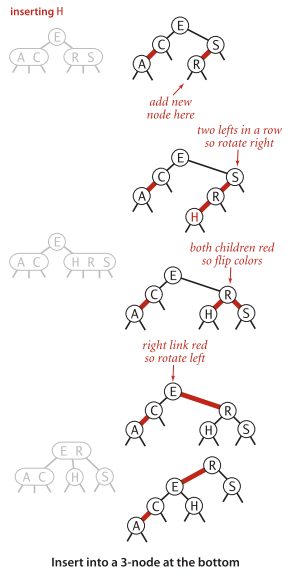 inserting H
E
A C
R S
E
C
S
A
R
add new
node here
two lefts in a row
so rotate right
E
C
S
A
R
H
E
A C
H R S
both children red
so flip colors
E
C
R
A
H
S
right link red
so rotate left
E
C
R
A
H
S
E R
A C
H
S
R
E
S
C
H
A
Insert into a 3-node at the bottom